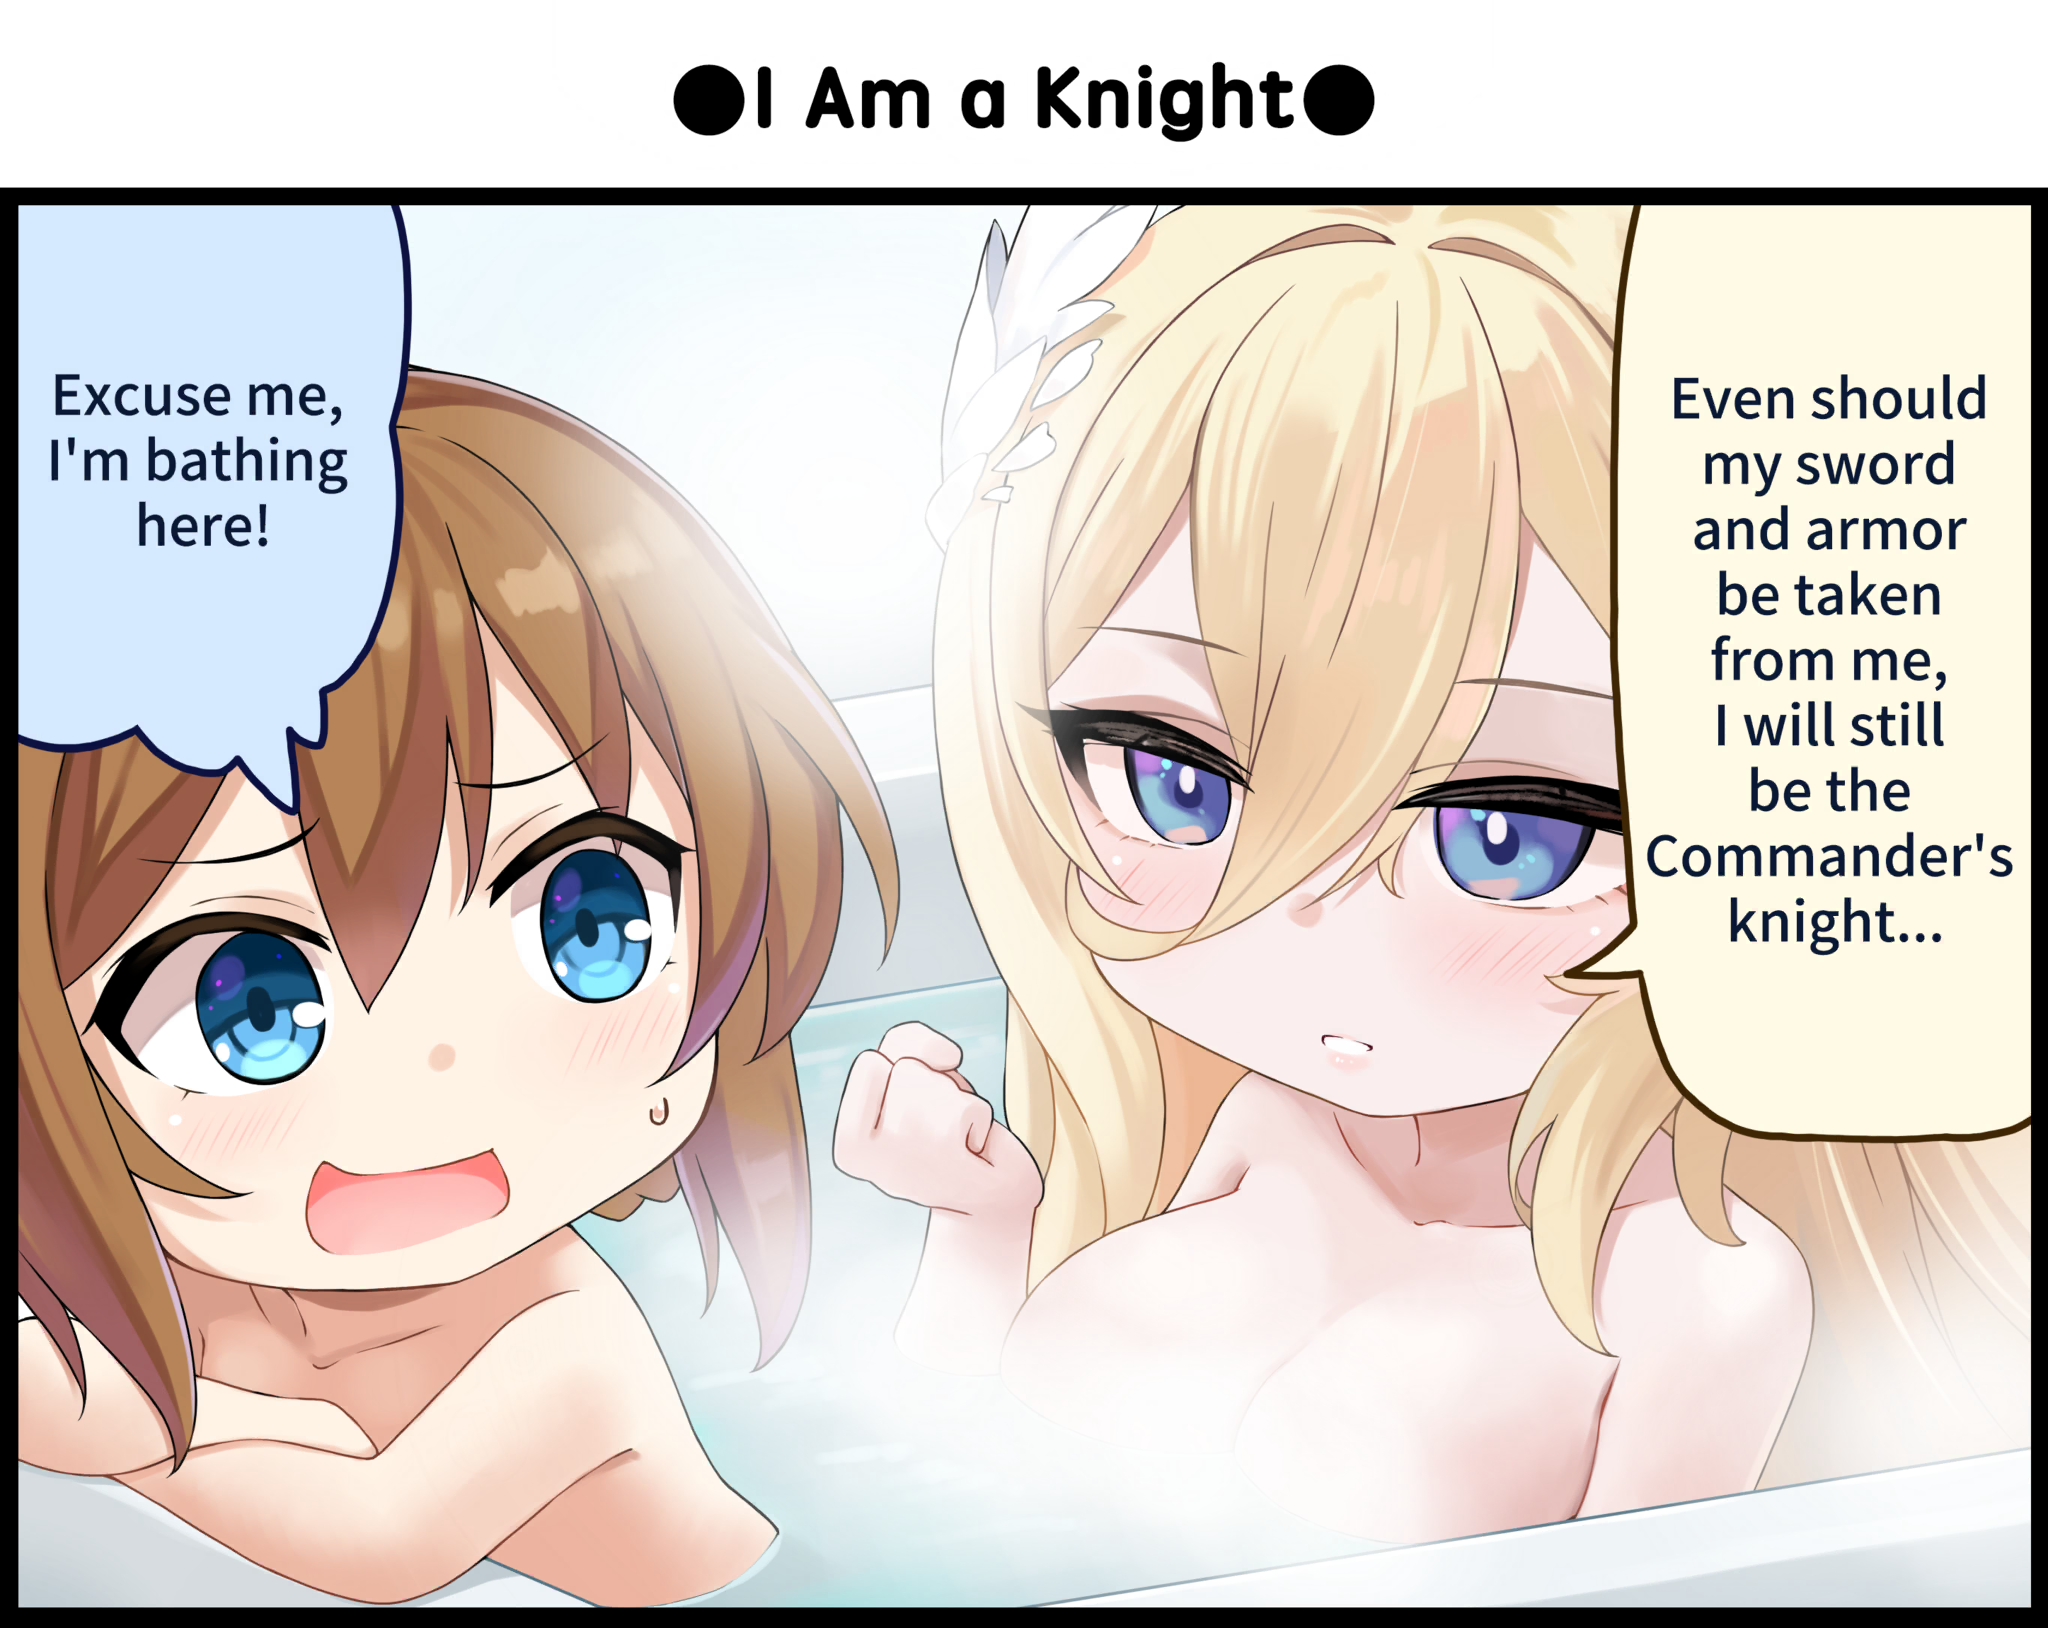 ●I Am a Knight●
Excuse me,
I'm bathing
here!
Even should
my sword
and armor
be taken
from me,
I will still
be the
Commander's
knight...